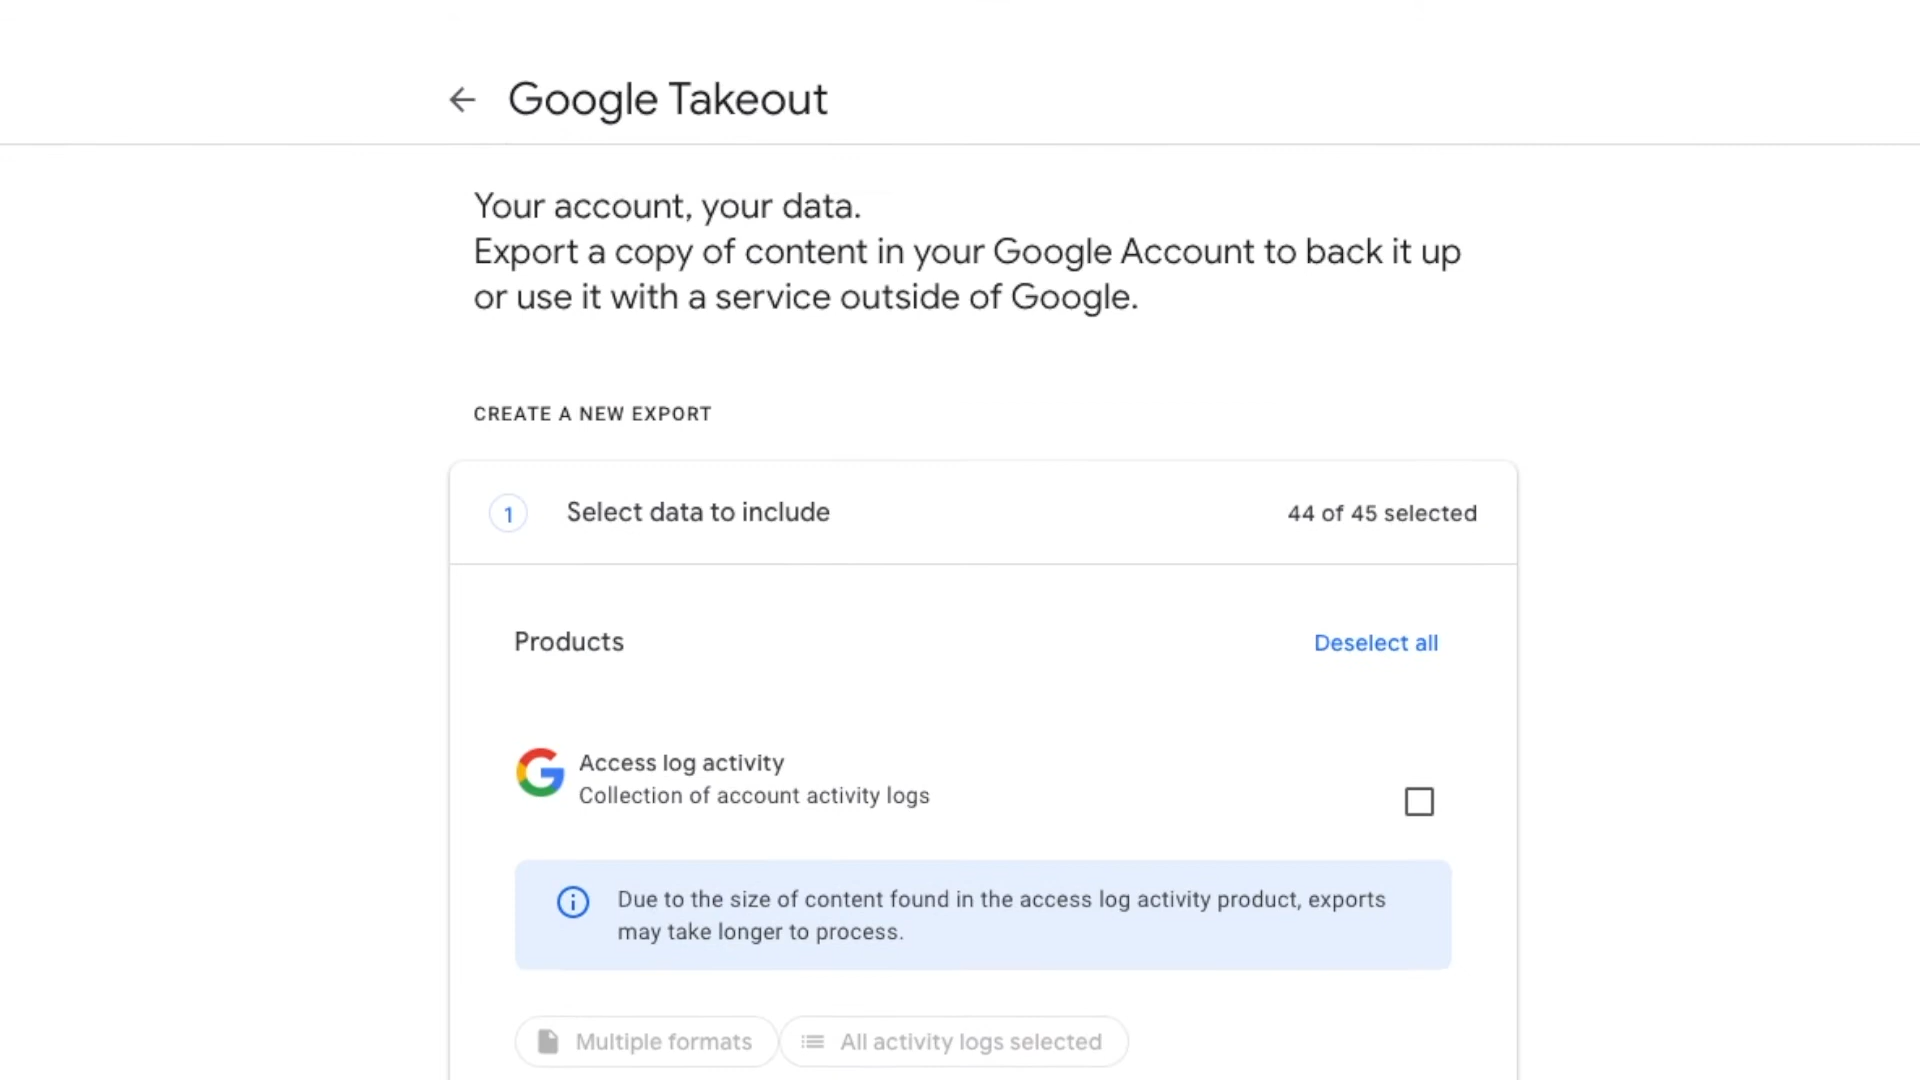 Google Takeout
Your account, your data.
Export a copy of content in your Google Account to back it up
or use it with a service outside of Google.
CREATE A NEW EXPORT
1 Select data to include 44 of 45 selected
Products Deselect all
Access log activity
Collection of account activity logs
Due to the size of content found in the access log activity product, exports
may take longer to process.
Multiple formats All activity logs selected